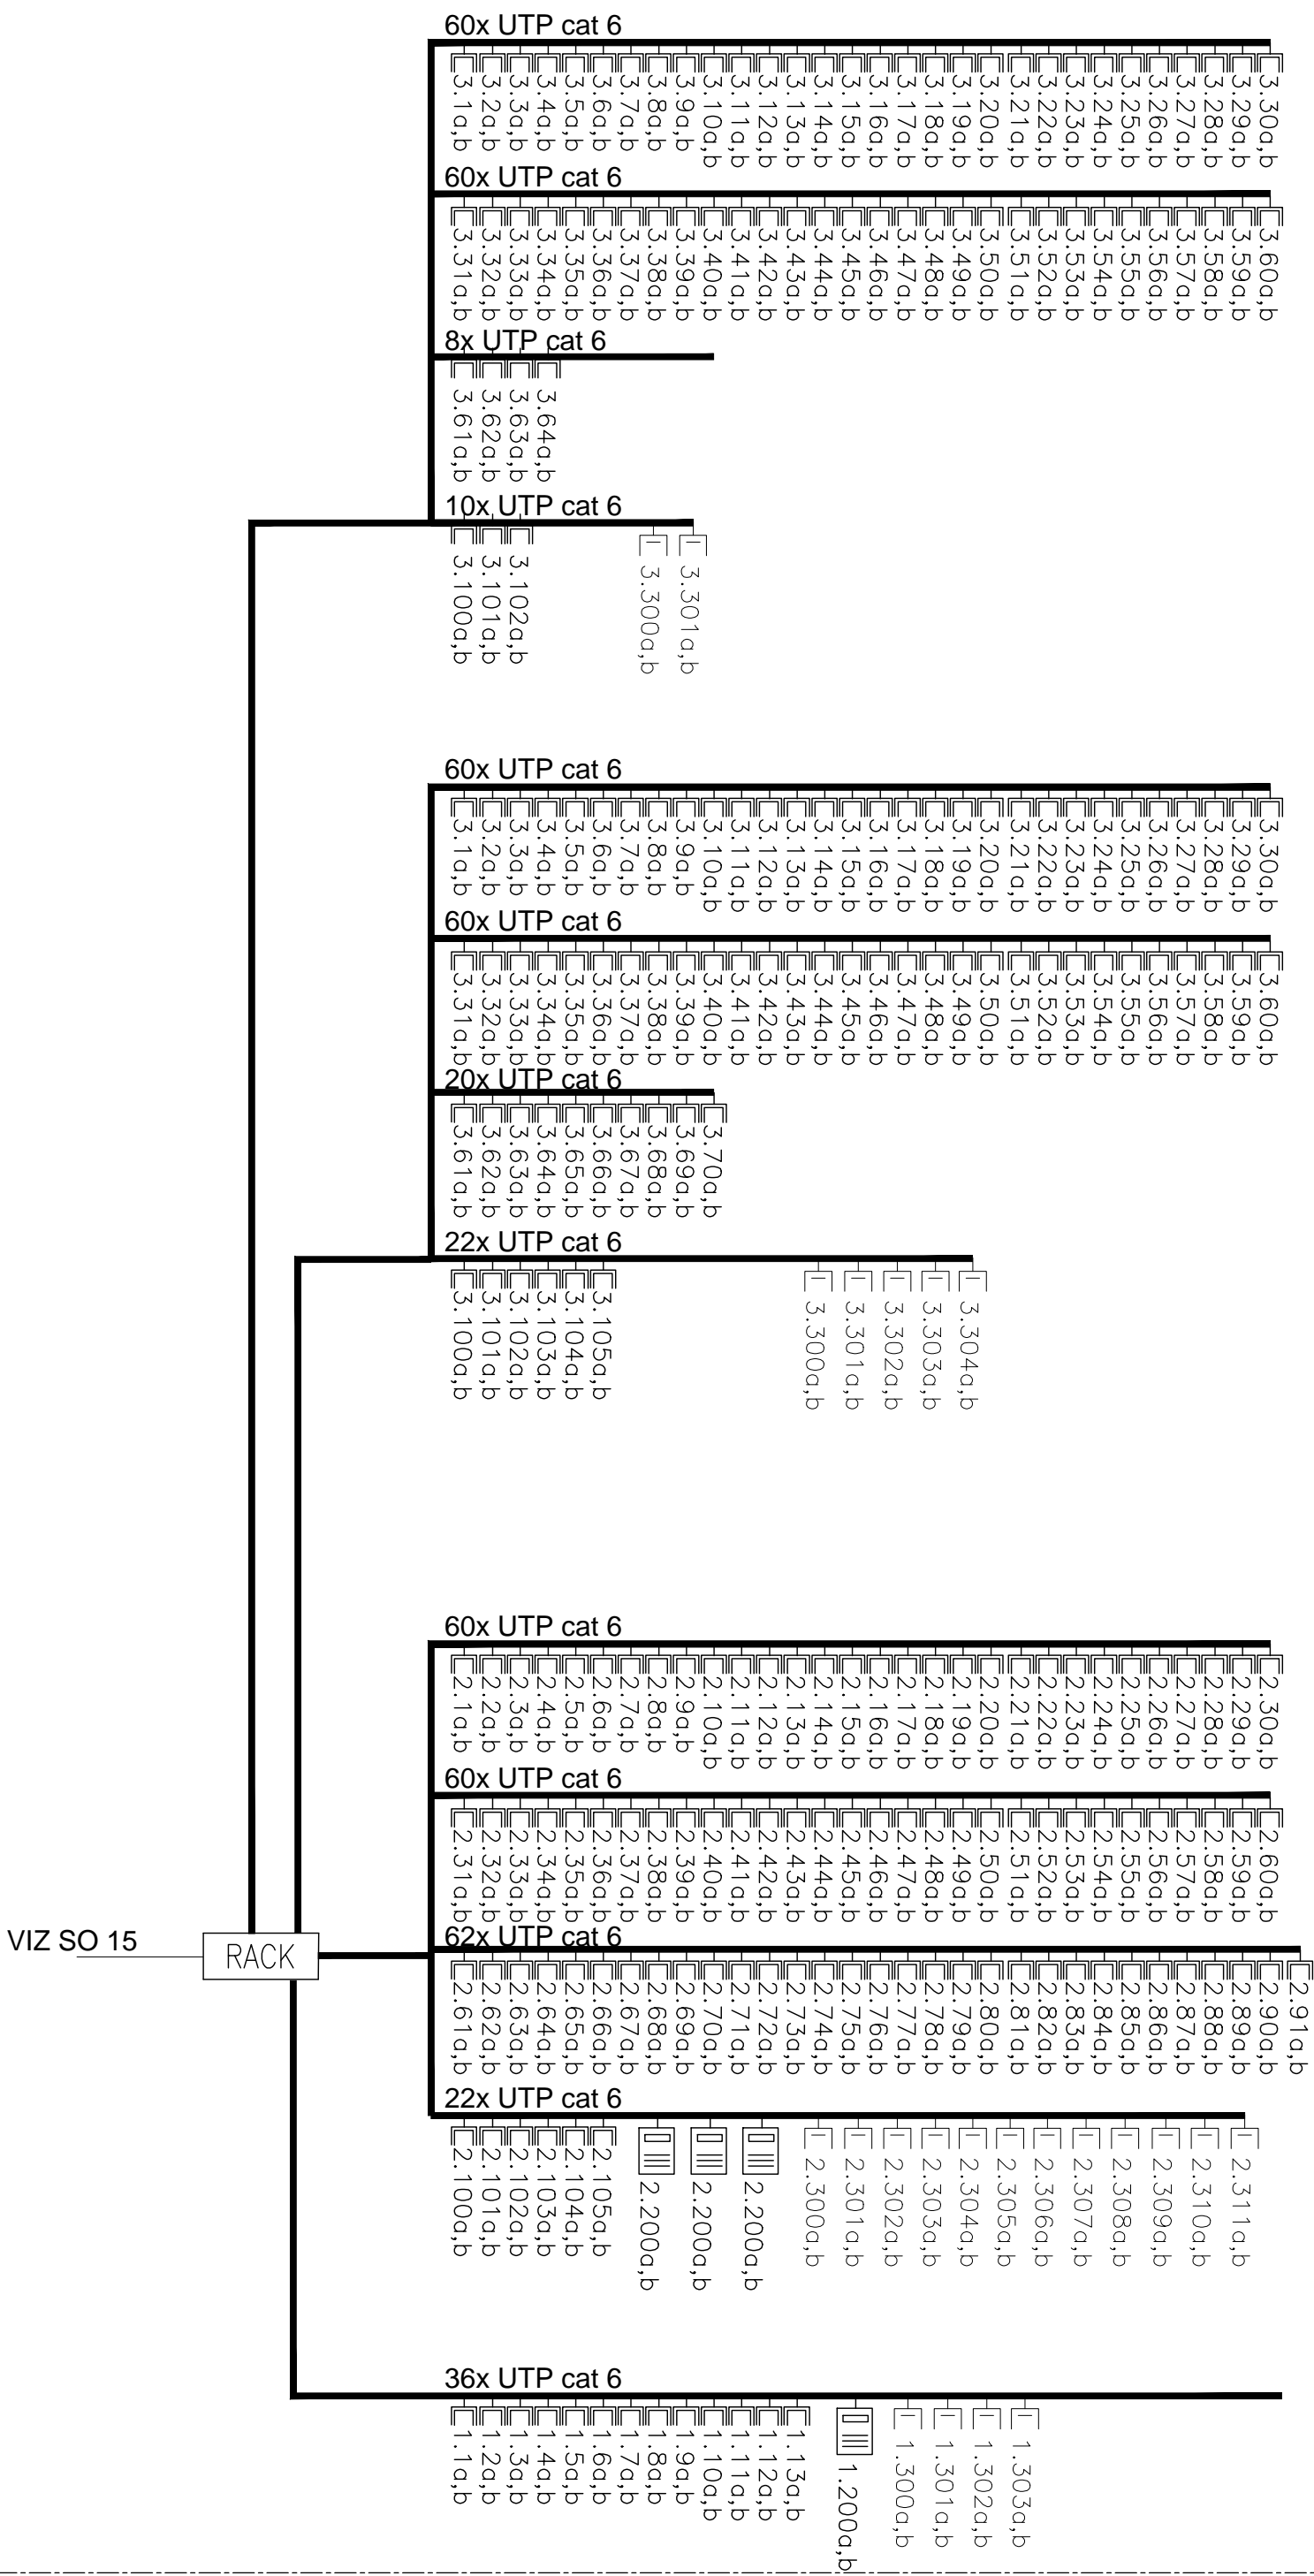 60x UTP cat 6
3.1a,b
3.2a,b
3.3a,b
3.4a,b
3.5a,b
3.6a,b
3.7a,b
3.8a,b
3.9a,b
3.10a,b
3.11a,b
3.12a,b
3.13a,b
3.14a,b
3.15a,b
3.16a,b
3.17a,b
3.18a,b
3.19a,b
3.20a,b
3.21a,b
3.22a,b
3.23a,b
3.24a,b
3.25a,b
3.26a,b
3.27a,b
3.28a,b
3.29a,b
3.30a,b
60x UTP cat 6
3.31a,b
3.32a,b
3.33a,b
3.34a,b
3.35a,b
3.36a,b
3.37a,b
3.38a,b
3.39a,b
3.40a,b
3.41a,b
3.42a,b
3.43a,b
3.44a,b
3.45a,b
3.46a,b
3.47a,b
3.48a,b
3.49a,b
3.50a,b
3.51a,b
3.52a,b
3.53a,b
3.54a,b
3.55a,b
3.56a,b
3.57a,b
3.58a,b
3.59a,b
3.60a,b
8x UTP cat 6
3.61a,b
3.62a,b
3.63a,b
3.64a,b
10x UTP cat 6
3.100a,b
3.101a,b
3.102a,b
3.300a,b
3.301a,b
60x UTP cat 6
3.1a,b
3.2a,b
3.3a,b
3.4a,b
3.5a,b
3.6a,b
3.7a,b
3.8a,b
3.9a,b
3.10a,b
3.11a,b
3.12a,b
3.13a,b
3.14a,b
3.15a,b
3.16a,b
3.17a,b
3.18a,b
3.19a,b
3.20a,b
3.21a,b
3.22a,b
3.23a,b
3.24a,b
3.25a,b
3.26a,b
3.27a,b
3.28a,b
3.29a,b
3.30a,b
60x UTP cat 6
3.31a,b
3.32a,b
3.33a,b
3.34a,b
3.35a,b
3.36a,b
3.37a,b
3.38a,b
3.39a,b
3.40a,b
3.41a,b
3.42a,b
3.43a,b
3.44a,b
3.45a,b
3.46a,b
3.47a,b
3.48a,b
3.49a,b
3.50a,b
3.51a,b
3.52a,b
3.53a,b
3.54a,b
3.55a,b
3.56a,b
3.57a,b
3.58a,b
3.59a,b
3.60a,b
20x UTP cat 6
3.61a,b
3.62a,b
3.63a,b
3.64a,b
3.65a,b
3.66a,b
3.67a,b
3.68a,b
3.69a,b
3.70a,b
22x UTP cat 6
3.100a,b
3.101a,b
3.102a,b
3.103a,b
3.104a,b
3.105a,b
3.300a,b
3.301a,b
3.302a,b
3.303a,b
3.304a,b
60x UTP cat 6
2.1a,b
2.2a,b
2.3a,b
2.4a,b
2.5a,b
2.6a,b
2.7a,b
2.8a,b
2.9a,b
2.10a,b
2.11a,b
2.12a,b
2.13a,b
2.14a,b
2.15a,b
2.16a,b
2.17a,b
2.18a,b
2.19a,b
2.20a,b
2.21a,b
2.22a,b
2.23a,b
2.24a,b
2.25a,b
2.26a,b
2.27a,b
2.28a,b
2.29a,b
2.30a,b
60x UTP cat 6
2.31a,b
2.32a,b
2.33a,b
2.34a,b
2.35a,b
2.36a,b
2.37a,b
2.38a,b
2.39a,b
2.40a,b
2.41a,b
2.42a,b
2.43a,b
2.44a,b
2.45a,b
2.46a,b
2.47a,b
2.48a,b
2.49a,b
2.50a,b
2.51a,b
2.52a,b
2.53a,b
2.54a,b
2.55a,b
2.56a,b
2.57a,b
2.58a,b
2.59a,b
2.60a,b
VIZ SO 15
RACK
62x UTP cat 6
2.61a,b
2.62a,b
2.63a,b
2.64a,b
2.65a,b
2.66a,b
2.67a,b
2.68a,b
2.69a,b
2.70a,b
2.71a,b
2.72a,b
2.73a,b
2.74a,b
2.75a,b
2.76a,b
2.77a,b
2.78a,b
2.79a,b
2.80a,b
2.81a,b
2.82a,b
2.83a,b
2.84a,b
2.85a,b
2.86a,b
2.87a,b
2.88a,b
2.89a,b
2.90a,b
2.91a,b
22x UTP cat 6
2.100a,b
2.101a,b
2.102a,b
2.103a,b
2.104a,b
2.105a,b
2.200a,b
2.200a,b
2.200a,b
2.300a,b
2.301a,b
2.302a,b
2.303a,b
2.304a,b
2.305a,b
2.306a,b
2.307a,b
2.308a,b
2.309a,b
2.310a,b
2.311a,b
36x UTP cat 6
1.1a,b
1.2a,b
1.3a,b
1.4a,b
1.5a,b
1.6a,b
1.7a,b
1.8a,b
1.9a,b
1.10a,b
1.11a,b
1.12a,b
1.13a,b
1.200a,b
1.300a,b
1.301a,b
1.302a,b
1.303a,b